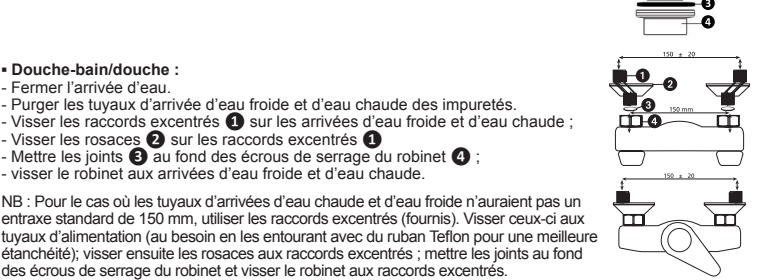 3
4
▪ Douche-bain/douche :
- Fermer l’arrivée d’eau.
- Purger les tuyaux d’arrivée d’eau froide et d’eau chaude des impuretés.
- Visser les raccords excentrés 1 sur les arrivées d’eau froide et d’eau chaude ;
- Visser les rosaces 2 sur les raccords excentrés 1
- Mettre les joints 3 au fond des écrous de serrage du robinet 4 ;
- visser le robinet aux arrivées d’eau froide et d’eau chaude.
NB : Pour le cas où les tuyaux d’arrivées d’eau chaude et d’eau froide n’auraient pas un
entraxe standard de 150 mm, utiliser les raccords excentrés (fournis). Visser ceux-ci aux
tuyaux d’alimentation (au besoin en les entourant avec du ruban Teflon pour une meilleure
étanchéité); visser ensuite les rosaces aux raccords excentrés ; mettre les joints au fond
des écrous de serrage du robinet et visser le robinet aux raccords excentrés.
150 ± 20
1
2
3
150 mm
4
150 ± 20